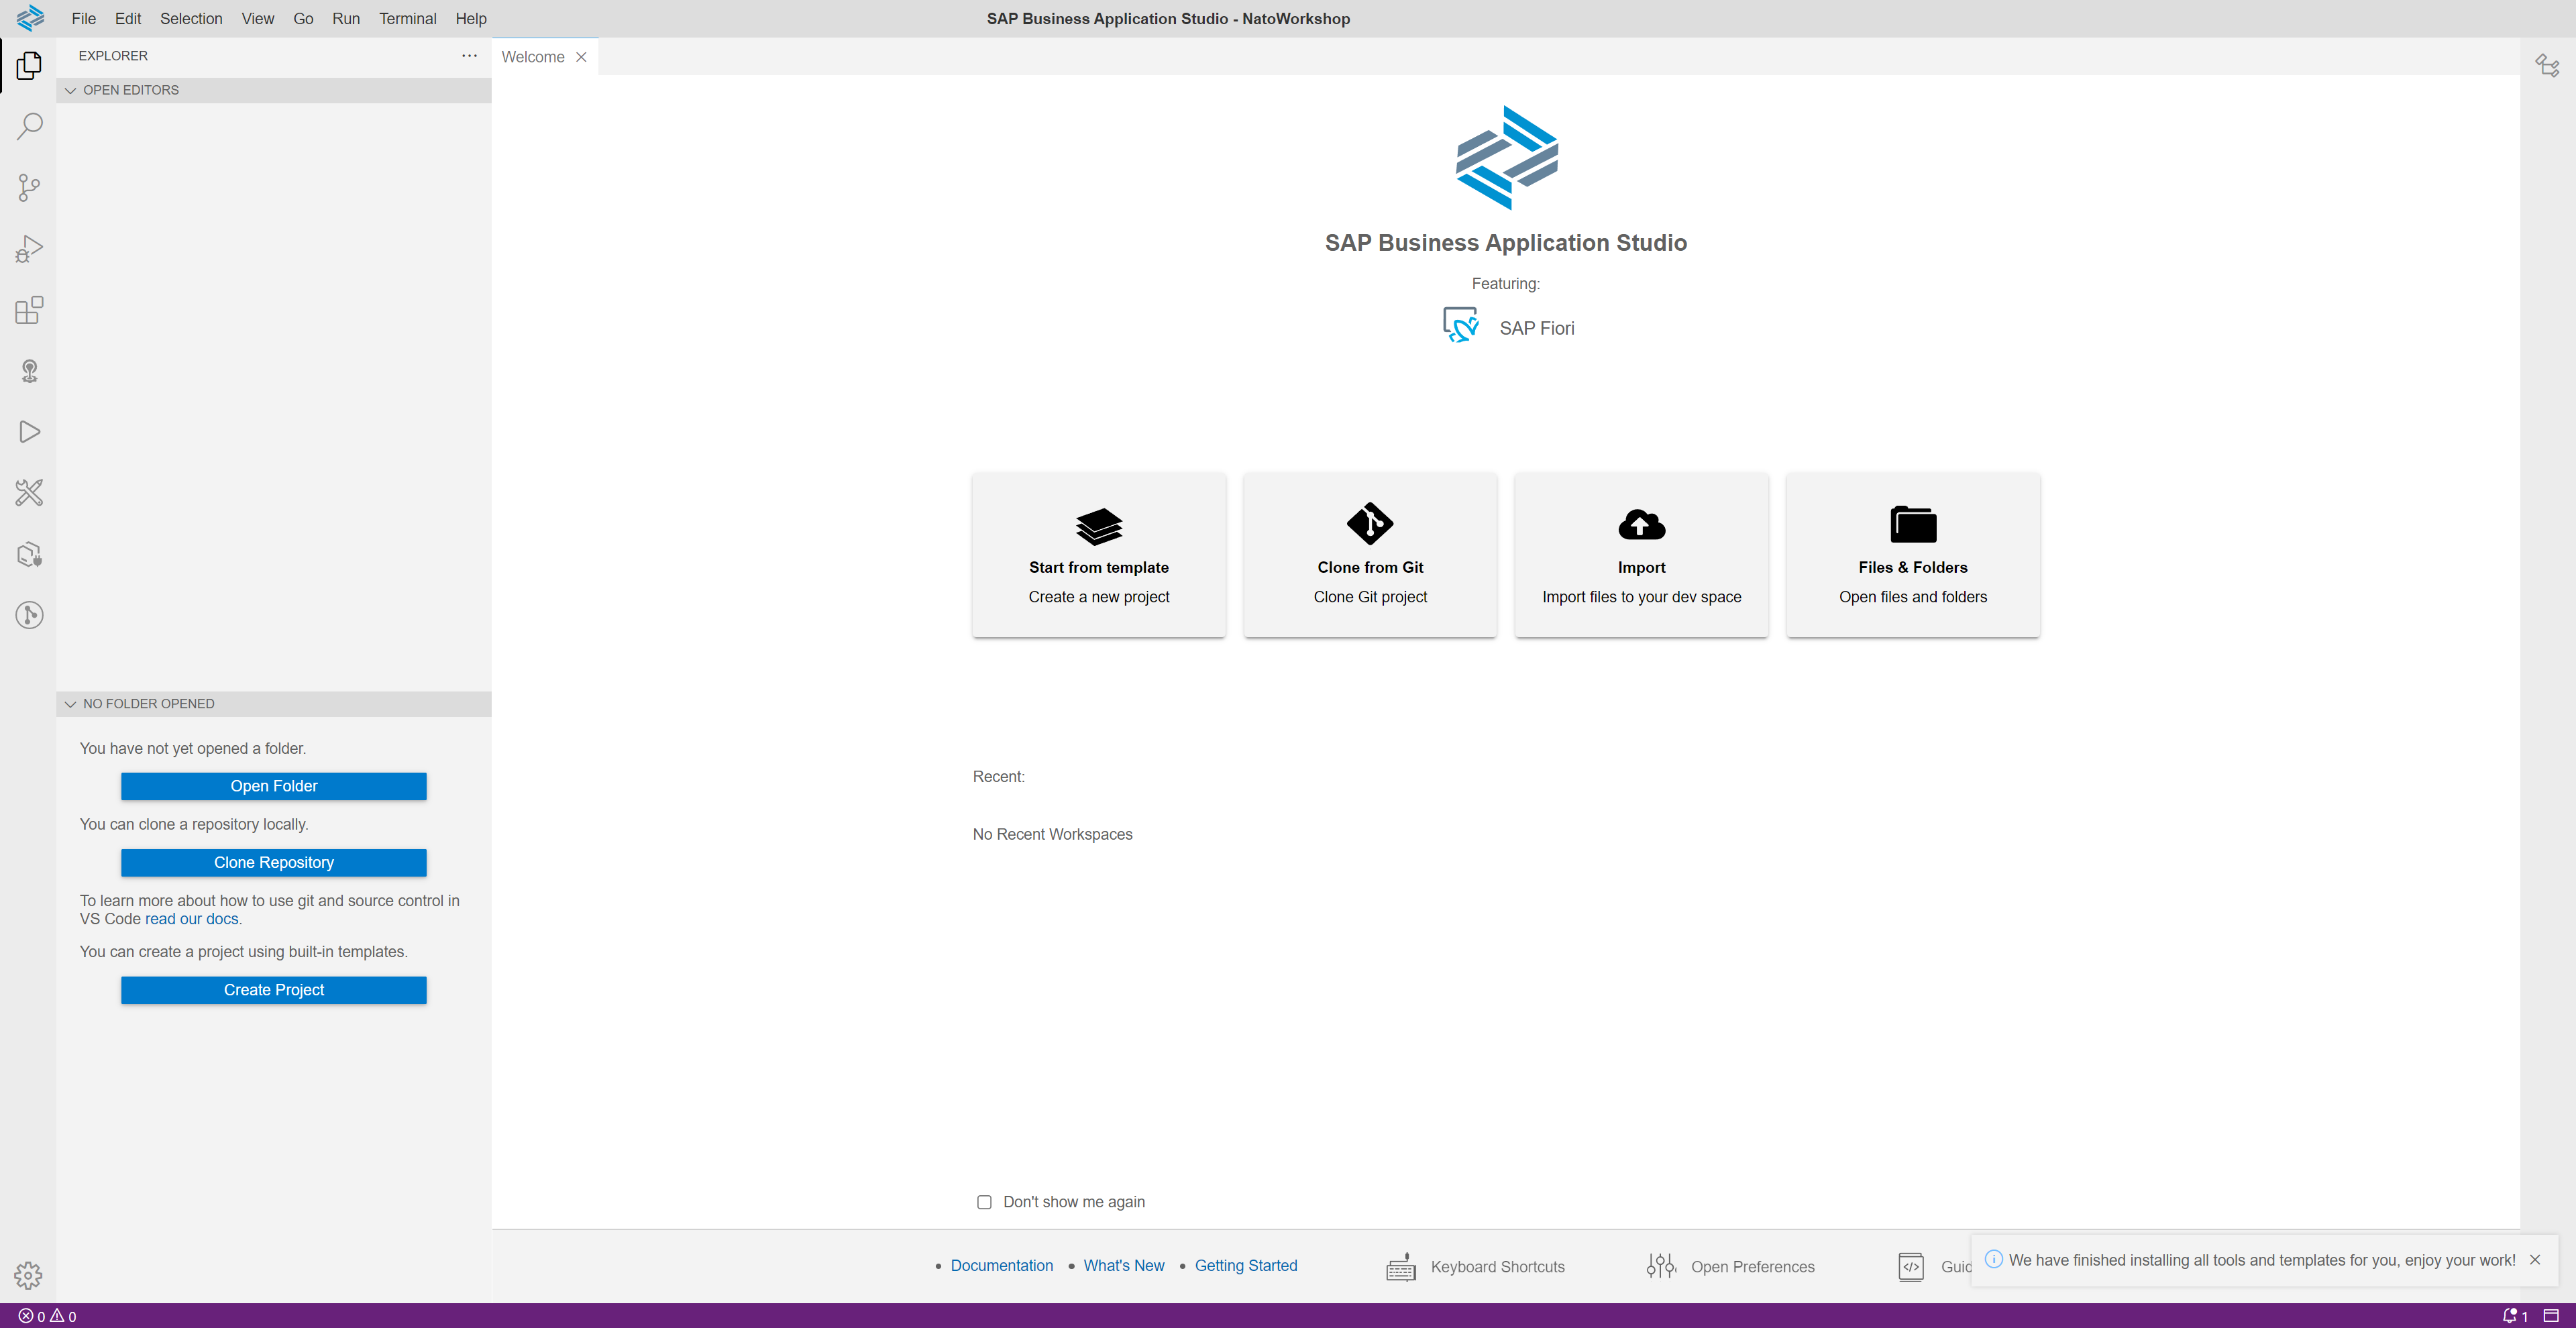 File Edit Selection View Go Run Terminal Help
SAP Business Application Studio - NatoWorkshop
EXPLORER
Welcome
OPEN EDITORS
SAP Business Application Studio
Featuring:
SAP Fiori
Start from template
Create a new project
Clone from Git
Clone Git project
Import
Import files to your dev space
Files & Folders
Open files and folders
NO FOLDER OPENED
You have not yet opened a folder.
Open Folder
You can clone a repository locally.
Clone Repository
To learn more about how to use git and source control in
VS Code read our docs.
You can create a project using built-in templates.
Create Project
Recent:
No Recent Workspaces
Don't show me again
Documentation What's New Getting Started
Keyboard Shortcuts
Open Preferences
Guid
We have finished installing all tools and templates for you, enjoy your work!
0 0
1